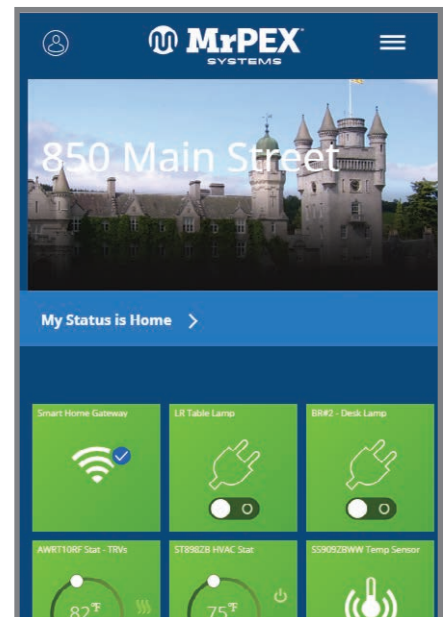 MrPEX
SYSTEMS
850 Main Street
My Status is Home
Smart Home Gateway
LR Table Lamp
BR#2 - Desk Lamp
O
O
AWRT10RF Stat - TRVs
ST898ZB HVAC Stat
SS909ZBWW Temp Sensor
82°F
75°F